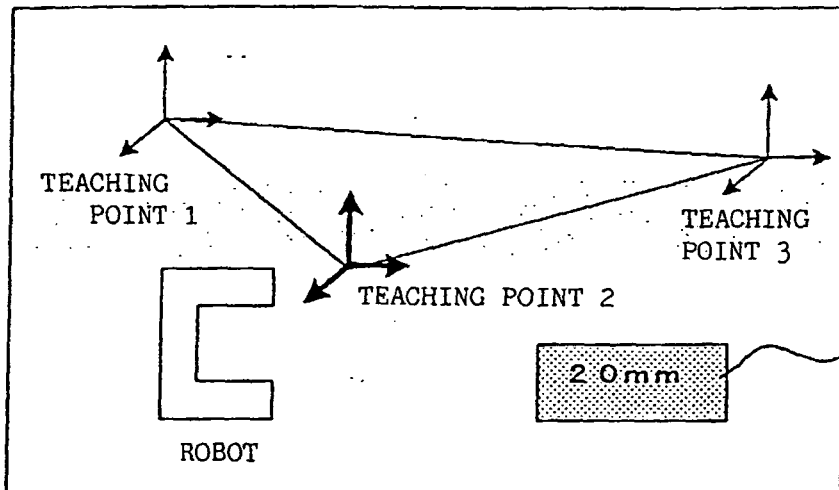 TEACHING
POINT 1
TEACHING POINT 2
TEACHING
POINT 3
20mm
ROBOT